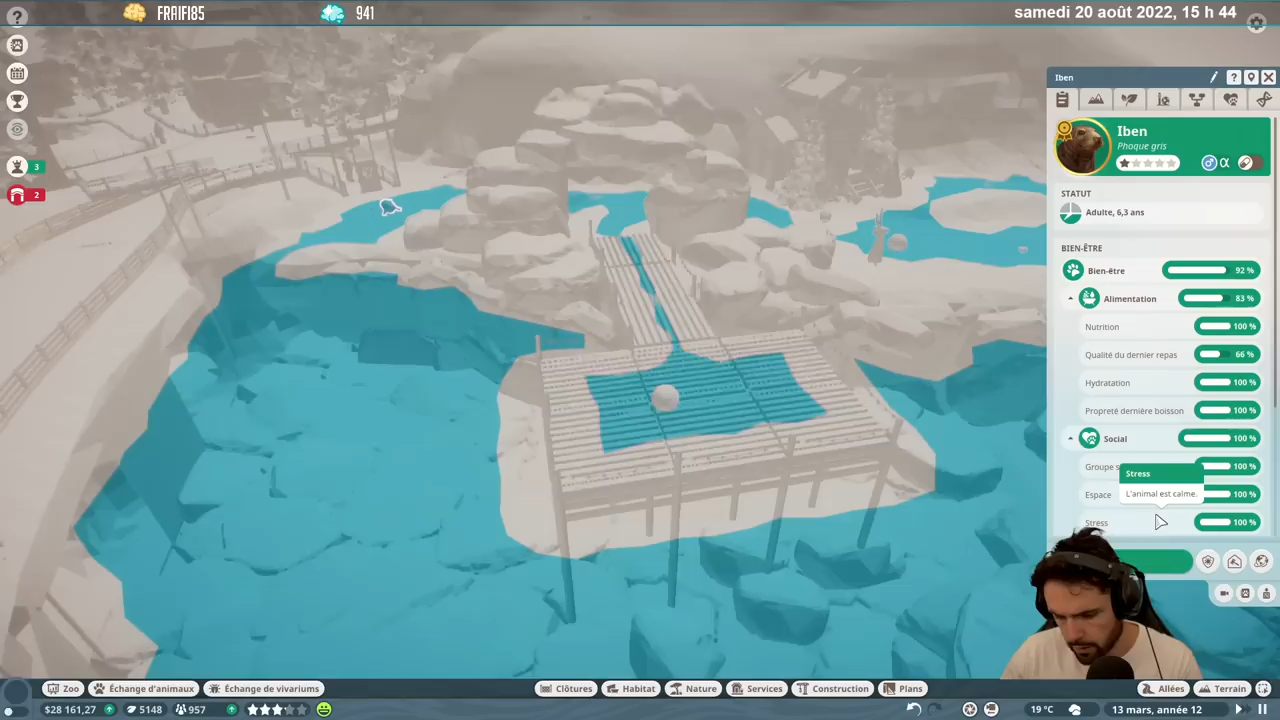 FRAIFI85
941
samedi 20 août 2022, 15 h 44
3
2
Iben
?
Iben
Phoque gris
α
STATUT
Adulte, 6,3 ans
BIEN-ÊTRE
Bien-être 92 %
Alimentation 83 %
Nutrition 100 %
Qualité du dernier repas 66 %
Hydratation 100 %
Propreté dernière boisson 100 %
Social 100 %
Groupe s 100 %
Stress
L'animal est calme.
Espace 100 %
Stress 100 %
Zoo
Échange d'animaux
Échange de vivariums
Clôtures
Habitat
Nature
Services
Construction
Plans
Allées
Terrain
$28 161,27
5148
957
19 °C
13 mars, année 12